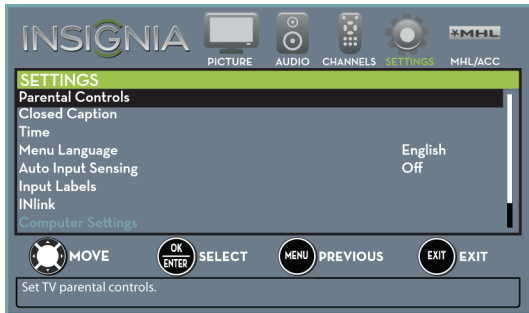 INSIGNIA
PICTURE AUDIO CHANNELS SETTINGS MHL/ACC
MHL
SETTINGS
Parental Controls
Closed Caption
Time
Menu Language English
Auto Input Sensing Off
Input Labels
INlink
Computer Settings
MOVE OK ENTER SELECT MENU PREVIOUS EXIT EXIT
Set TV parental controls.